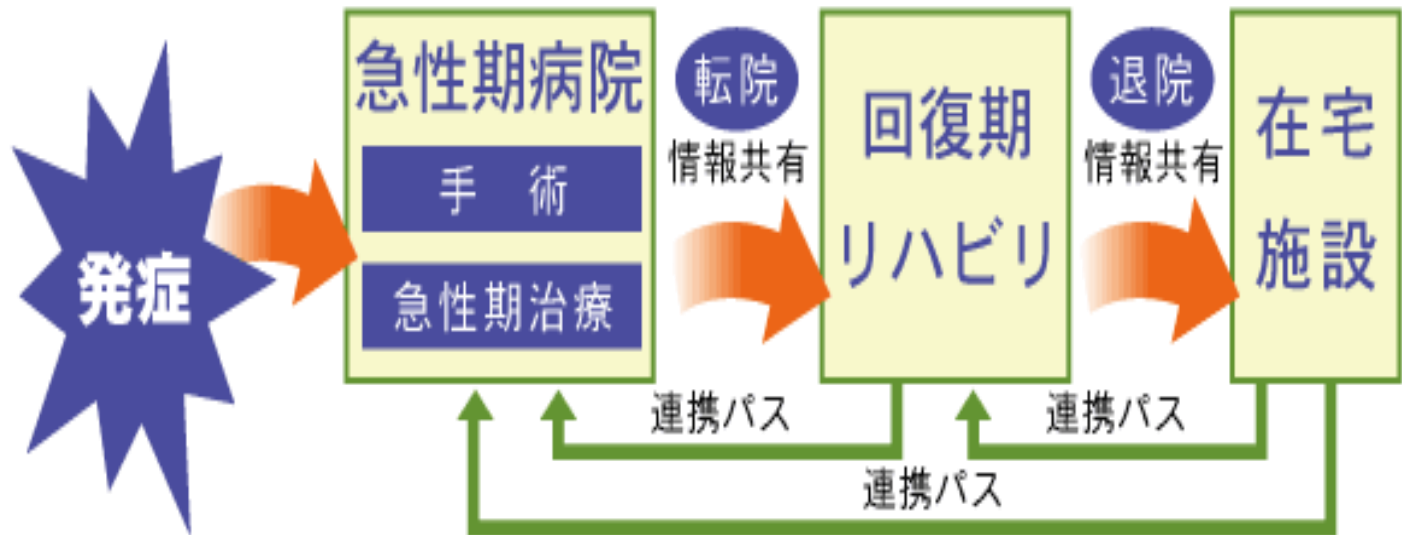 発症
急性期病院
手　術
急性期治療
転院
情報共有
回復期
リハビリ
退院
情報共有
在宅
施設
連携パス
連携パス
連携パス